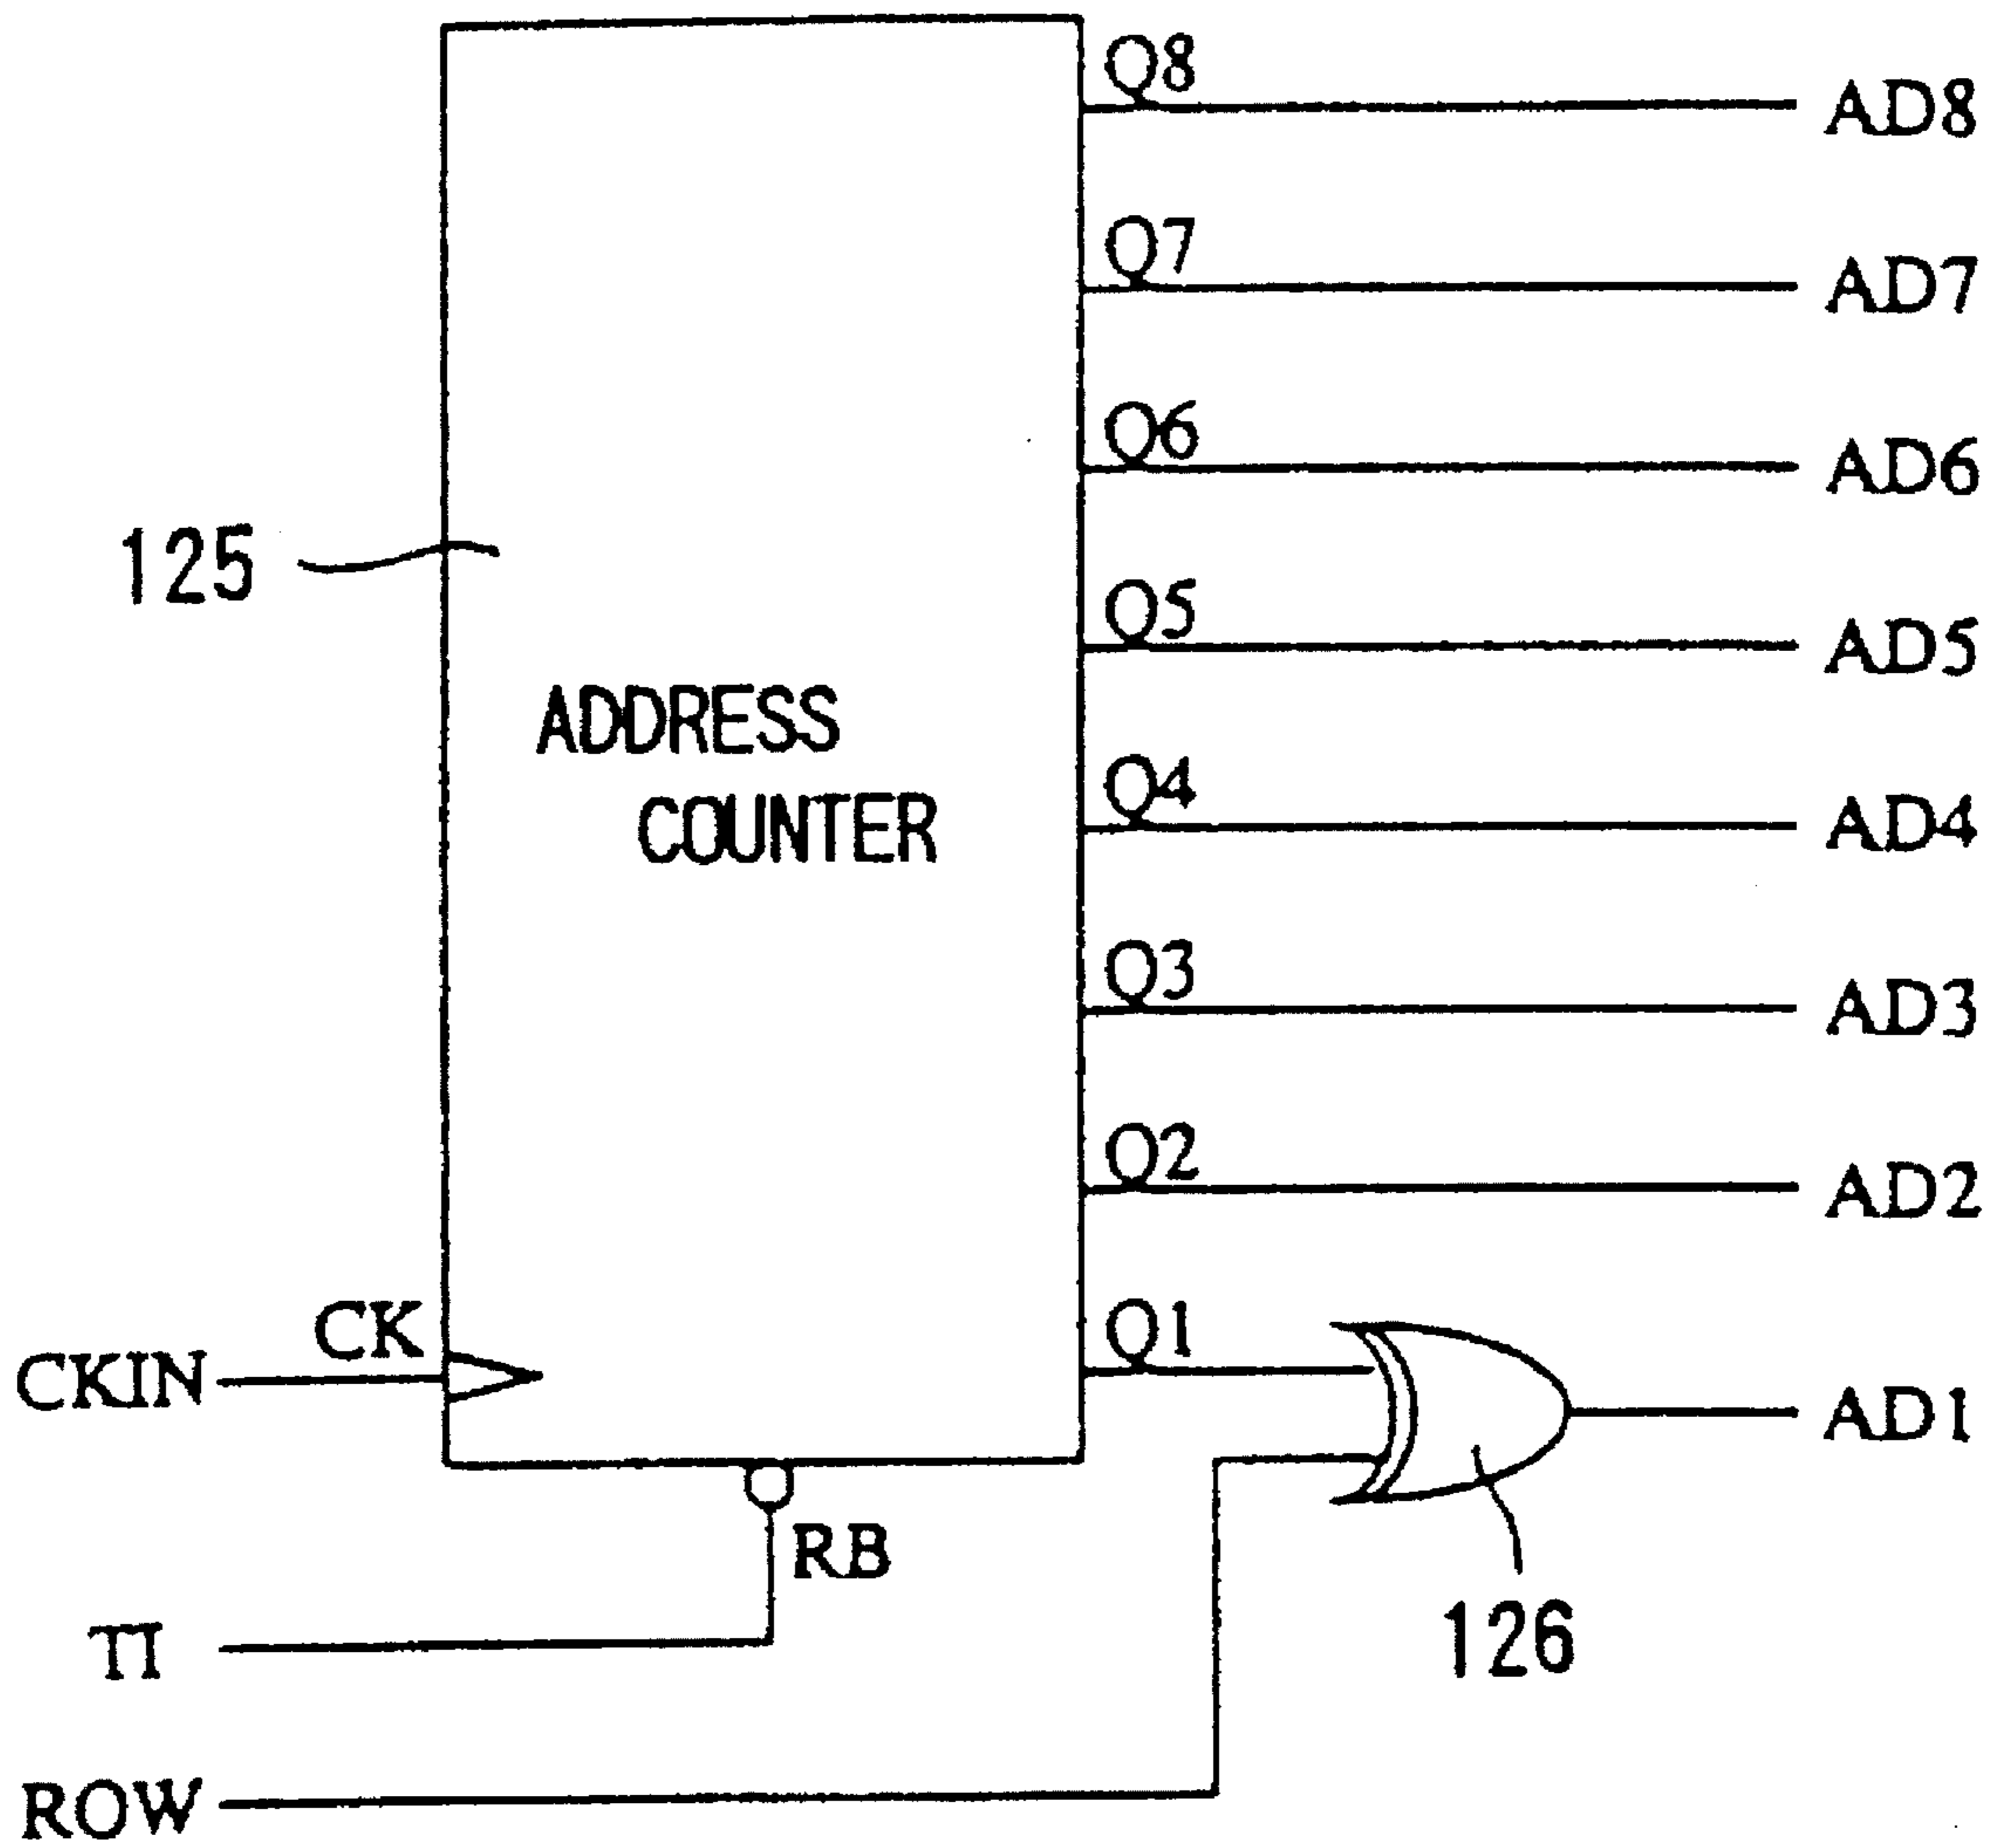 Q8
AD8
Q7
AD7
Q6
AD6
125
Q5
AD5
ADDRESS
COUNTER
Q4
AD4
Q3
AD3
Q2
AD2
CK
CKIN
Q1
AD1
RB
TI
126
ROW